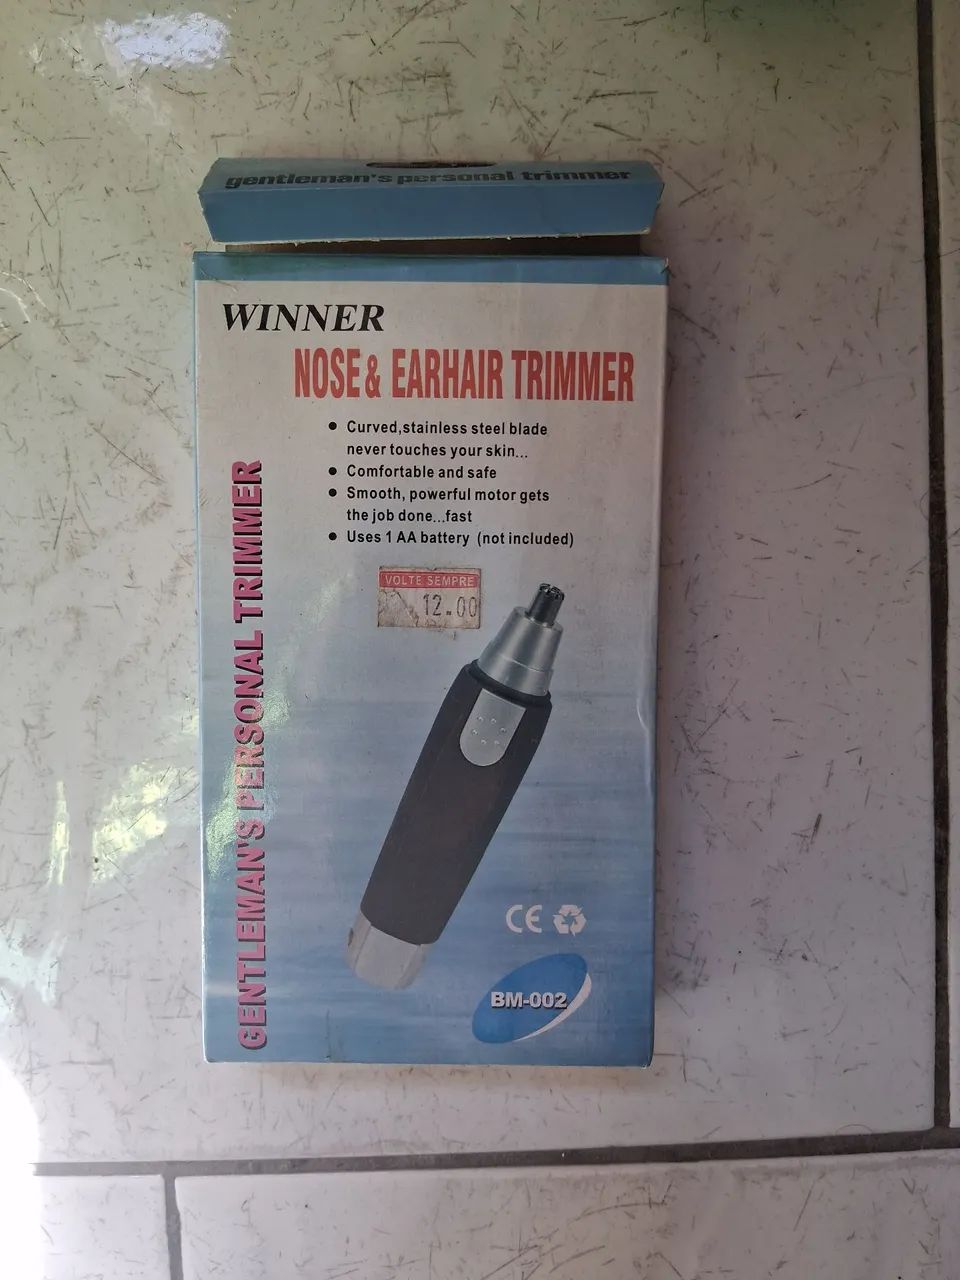 gentleman's personal trimmer
WINNER
NOSE & EARHAIR TRIMMER
● Curved,stainless steel blade
never touches your skin...
● Comfortable and safe
● Smooth, powerful motor gets
the job done...fast
● Uses 1 AA battery (not included)
VOLTE SEMPRE
12.00
GENTLEMAN'S PERSONAL TRIMMER
CE
BM-002